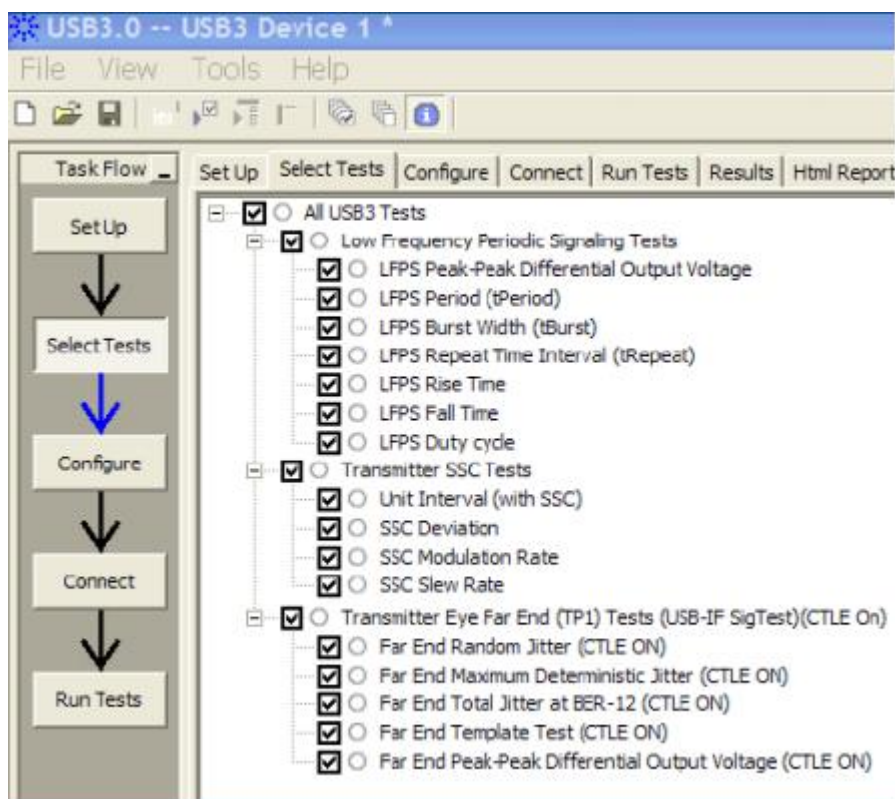 USB3.0 -- USB3 Device 1 *
File View Tools Help
Task Flow
Set Up
Select Tests
Configure
Connect
Run Tests
Set Up Select Tests Configure Connect Run Tests Results Html Report
All USB3 Tests
Low Frequency Periodic Signaling Tests
LFPS Peak-Peak Differential Output Voltage
LFPS Period (tPeriod)
LFPS Burst Width (tBurst)
LFPS Repeat Time Interval (tRepeat)
LFPS Rise Time
LFPS Fall Time
LFPS Duty cycle
Transmitter SSC Tests
Unit Interval (with SSC)
SSC Deviation
SSC Modulaton Rate
SSC Slew Rate
Transmitter Eye Far End (TP1) Tests (USB-IF SigTest)(CTLE On)
Far End Random Jitter (CTLE ON)
Far End Maximum Deterministic Jitter (CTLE ON)
Far End Total Jitter at BER-12 (CTLE ON)
Far End Template Test (CTLE ON)
Far End Peak-Peak Differential Output Voltage (CTLE ON)